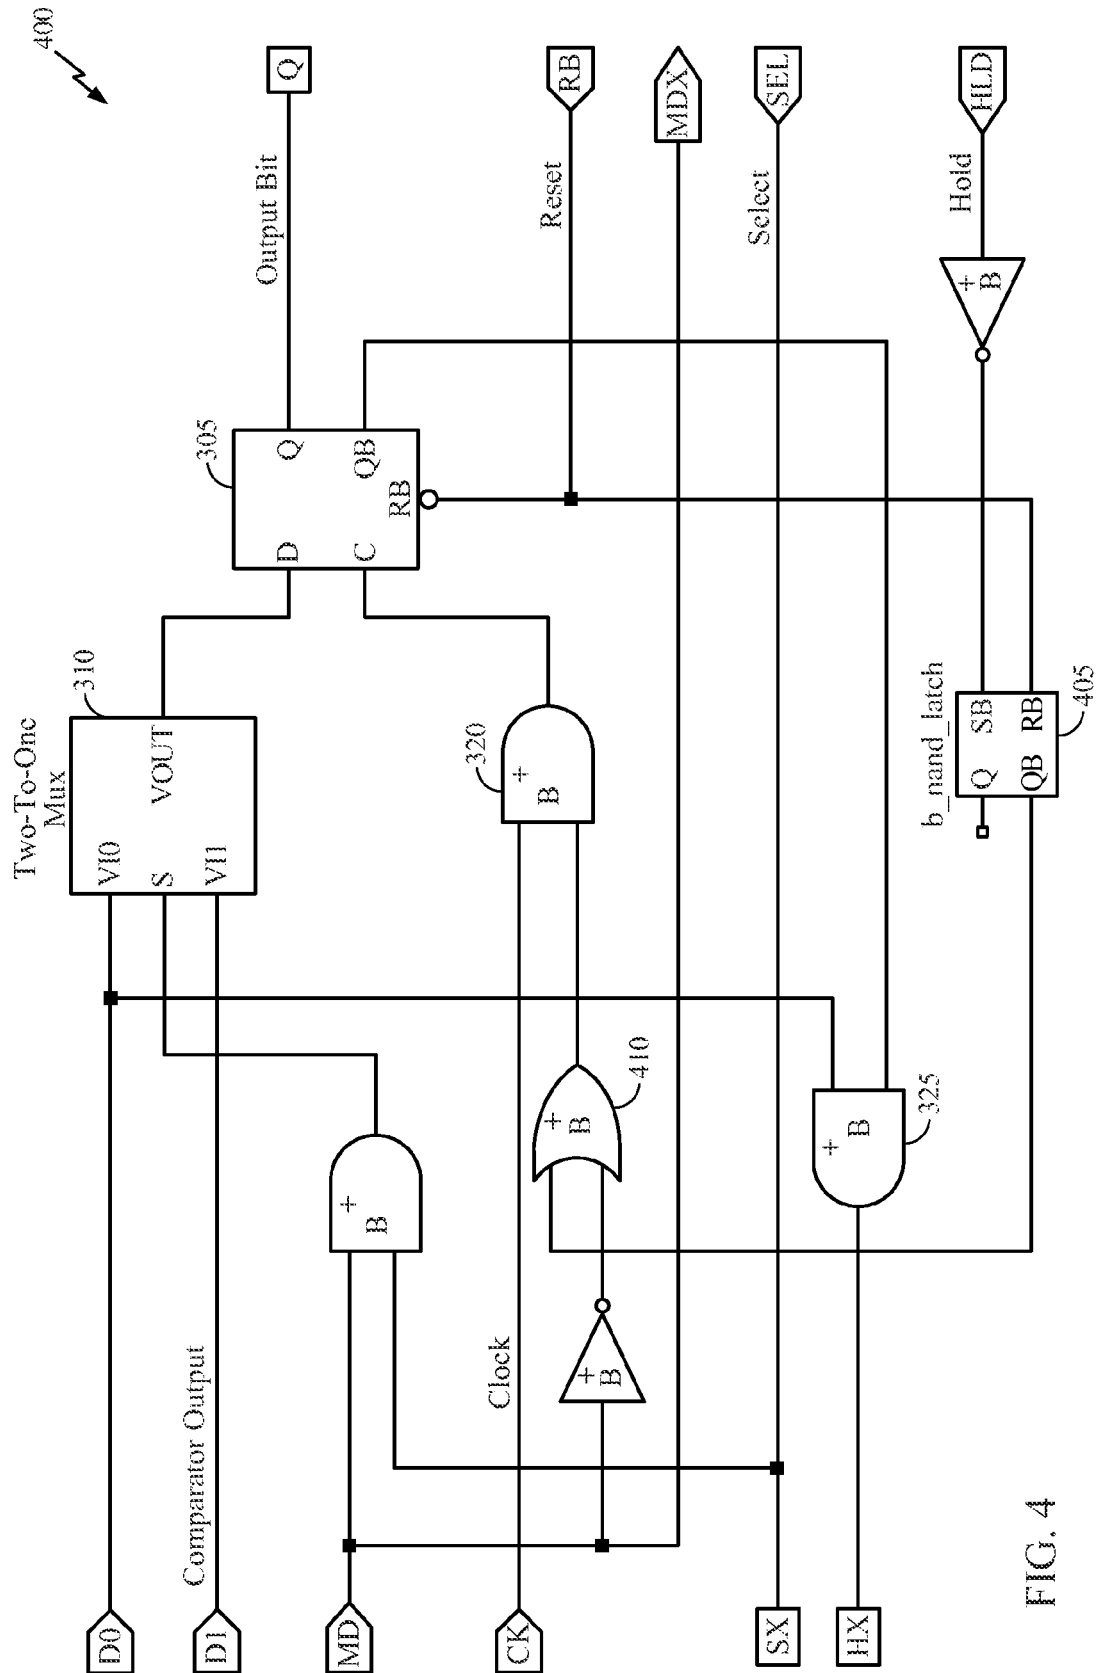 400
Two-To-One
Mux
310
VI0
S
VI1
VOUT
305
D
C
Q
QB
RB
Output Bit
Q
D0
Comparator Output
D1
MD
+
B
Clock
CK
+
B
320
Reset
RB
MDX
+
B
+
B
410
Select
SEL
SX
HX
+
B
325
b_nand_latch
Q
SB
QB
RB
405
+
B
Hold
HLD
FIG. 4